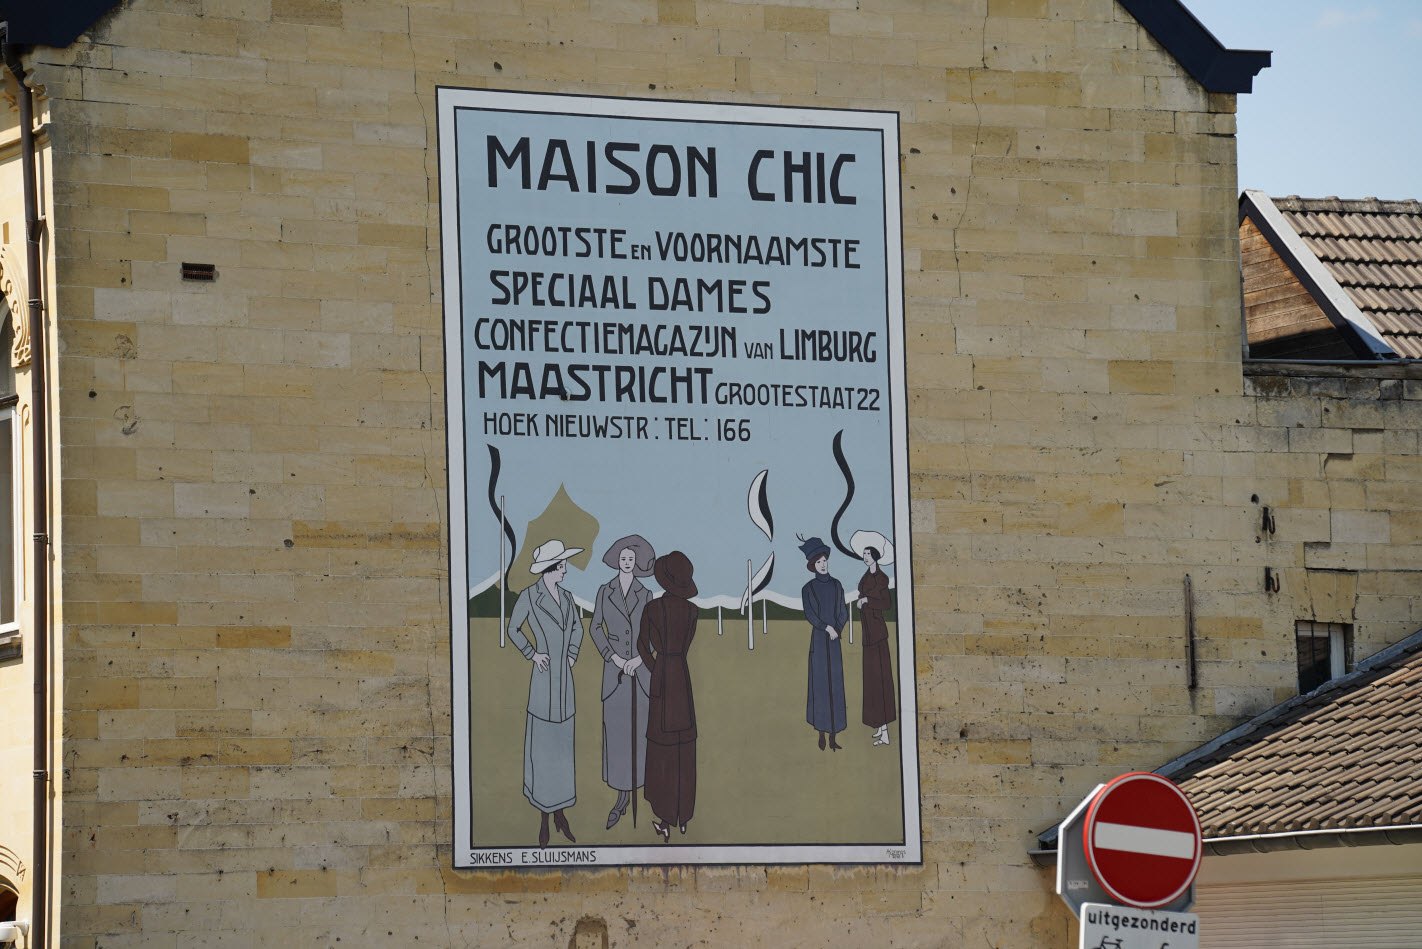 MAISON CHIC
GROOTSTE EN VOORNAAMSTE
SPECIAAL DAMES
CONFECTIEMAGAZIJN VAN LIMBURG
MAASTRICHT GROOTESTAAT 22
HOEK NIEUWSTR: TEL: 166
SIKKENS E. SLUIJSMANS
uitgezonderd